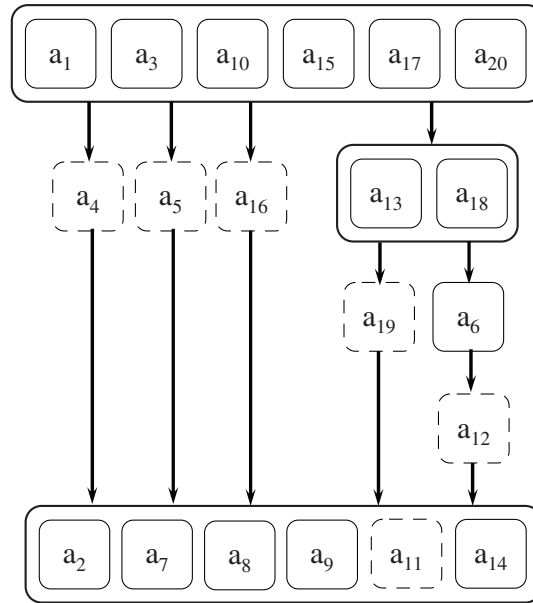 a₁ a₃ a₁₀ a₁₅ a₁₇ a₂₀
a₄ a₅ a₁₆ a₁₃ a₁₈
a₁₉ a₆
a₁₂
a₂ a₇ a₈ a₉ a₁₁ a₁₄